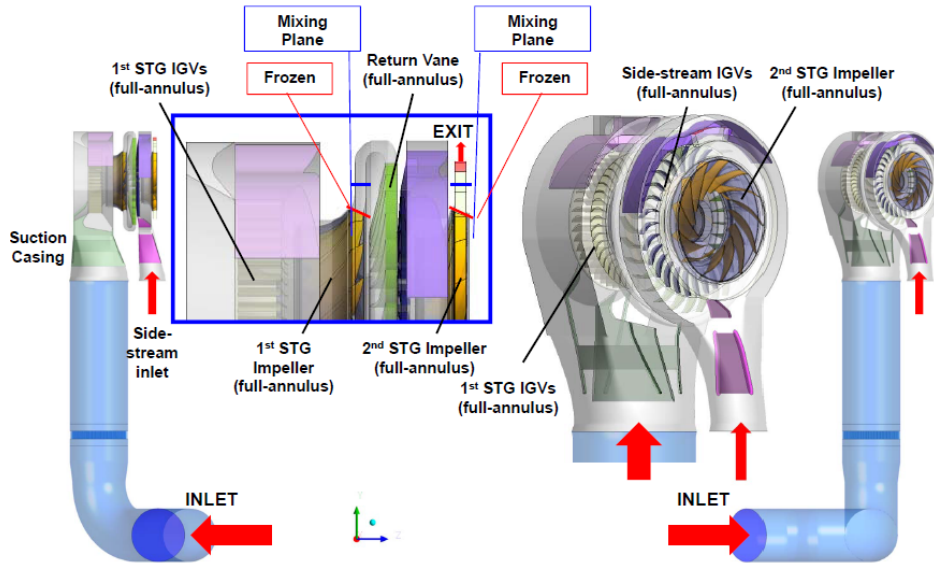 Mixing
Plane
Mixing
Plane
1st STG IGVs
(full-annulus)
Frozen
Return Vane
(full-annulus)
Frozen
Side-stream IGVs
(full-annulus)
2nd STG Impeller
(full-annulus)
EXIT
Suction
Casing
Side-
stream
inlet
1st STG
Impeller
(full-annulus)
2nd STG Impeller
(full-annulus)
1st STG IGVs
(full-annulus)
INLET
Y
Z
INLET